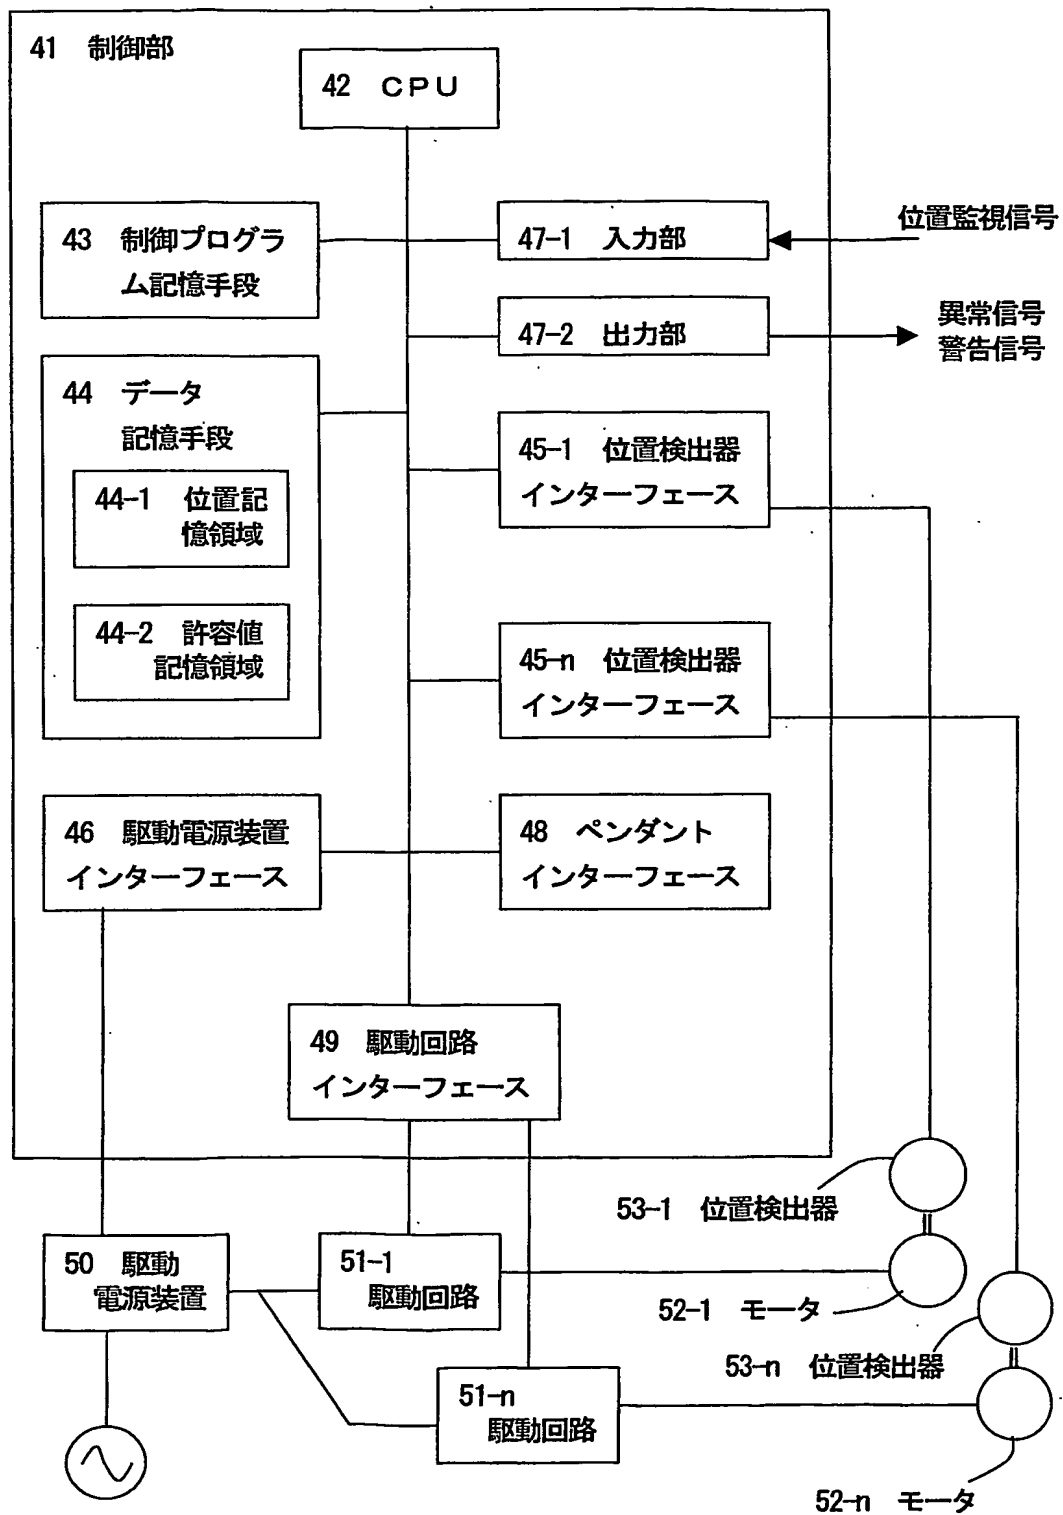 41 制御部
42 CPU
43 制御プログラ
ム記憶手段
47-1 入力部
位置監視信号
47-2 出力部
異常信号
警告信号
44 データ
記憶手段
44-1 位置記
憶領域
44-2 許容値
記憶領域
45-1 位置検出器
インターフェース
45-n 位置検出器
インターフェース
46 駆動電源装置
インターフェース
48 ペンダント
インターフェース
49 駆動回路
インターフェース
53-1 位置検出器
50 駆動
電源装置
51-1
駆動回路
52-1 モータ
53-n 位置検出器
51-n
駆動回路
52-n モータ